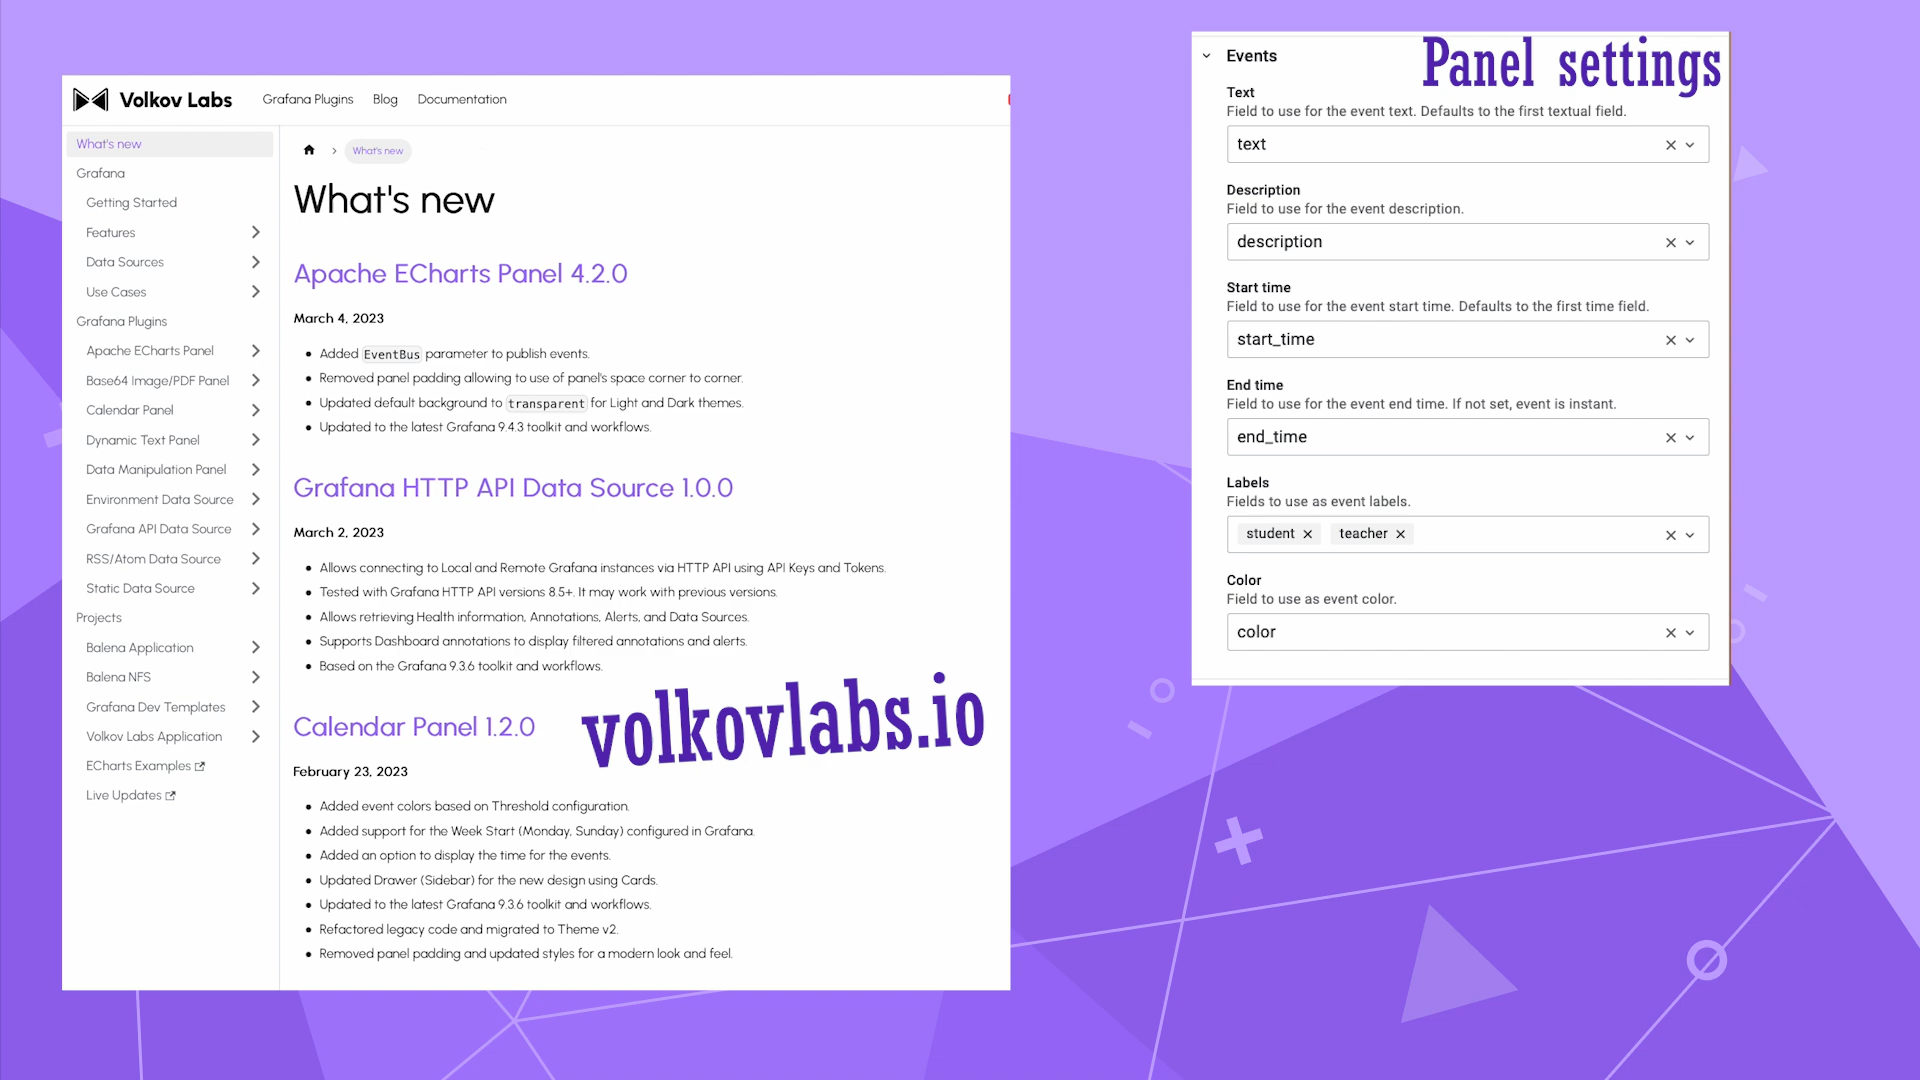 Volkov Labs
Grafana Plugins
Blog
Documentation
What's new
Grafana
Getting Started
Features
Data Sources
Use Cases
Grafana Plugins
Apache ECharts Panel
Base64 Image/PDF Panel
Calendar Panel
Dynamic Text Panel
Data Manipulation Panel
Environment Data Source
Grafana API Data Source
RSS/Atom Data Source
Static Data Source
Projects
Balena Application
Balena NFS
Grafana Dev Templates
Volkov Labs Application
ECharts Examples
Live Updates
What's new
What's new
Apache ECharts Panel 4.2.0
March 4, 2023
Added EventBus parameter to publish events.
Removed panel padding allowing to use of panel's space corner to corner.
Updated default background to transparent for Light and Dark themes.
Updated to the latest Grafana 9.4.3 toolkit and workflows.
Grafana HTTP API Data Source 1.0.0
March 2, 2023
Allows connecting to Local and Remote Grafana instances via HTTP API using API Keys and Tokens.
Tested with Grafana HTTP API versions 8.5+. It may work with previous versions.
Allows retrieving Health information, Annotations, Alerts, and Data Sources.
Supports Dashboard annotations to display filtered annotations and alerts.
Based on the Grafana 9.3.6 toolkit and workflows.
Calendar Panel 1.2.0
volkovlabs.io
February 23, 2023
Added event colors based on Threshold configuration.
Added support for the Week Start (Monday, Sunday) configured in Grafana.
Added an option to display the time for the events.
Updated Drawer (Sidebar) for the new design using Cards.
Updated to the latest Grafana 9.3.6 toolkit and workflows.
Refactored legacy code and migrated to Theme v2.
Removed panel padding and updated styles for a modern look and feel.
Events
Panel settings
Text
Field to use for the event text. Defaults to the first textual field.
text
Description
Field to use for the event description.
description
Start time
Field to use for the event start time. Defaults to the first time field.
start_time
End time
Field to use for the event end time. If not set, event is instant.
end_time
Labels
Fields to use as event labels.
student
teacher
Color
Field to use as event color.
color